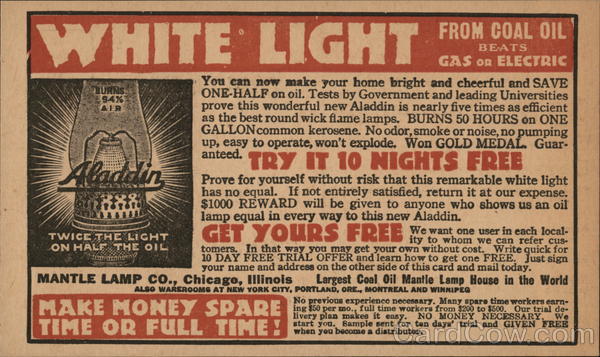 WHITE LIGHT
FROM COAL OIL
BEATS
GAS OR ELECTRIC
BURNS
94%
AIR
Aladdin
TWICE THE LIGHT
ON HALF THE OIL
You can now make your home bright and cheerful and SAVE
ONE-HALF on oil. Tests by Government and leading Universities
prove this wonderful new Aladdin is nearly five times as efficient
as the best round wick flame lamps. BURNS 50 HOURS on ONE
GALLON common kerosene. No odor, smoke or noise, no pumping
up, easy to operate, won't explode. Won GOLD MEDAL. Guar-
anteed. TRY IT 10 NIGHTS FREE
Prove for yourself without risk that this remarkable white light
has no equal. If not entirely satisfied, return it at our expense.
$1000 REWARD will be given to anyone who shows us an oil
lamp equal in every way to this new Aladdin.
GET YOURS FREE We want one user in each local-
ity to whom we can refer cus-
tomers. In that way you may get your own without cost. Write quick for
10 DAY FREE TRIAL OFFER and learn how to get one FREE. Just sign
your name and address on the other side of this card and mail today.
MANTLE LAMP CO., Chicago, Illinois Largest Coal Oil Mantle Lamp House in the World
ALSO WAREROOMS AT NEW YORK CITY, PORTLAND, ORE., MONTREAL AND WINNIPEG
MAKE MONEY SPARE
TIME OR FULL TIME!
No previous experience necessary. Many spare time workers earn-
ing $50 per mo., full time workers from $200 to $500. Our trial de-
livery plan makes it easy. NO MONEY NECESSARY. We
start you. Sample sent for ten days' trial and GIVEN FREE
when you become a distributor.
CardCow.com